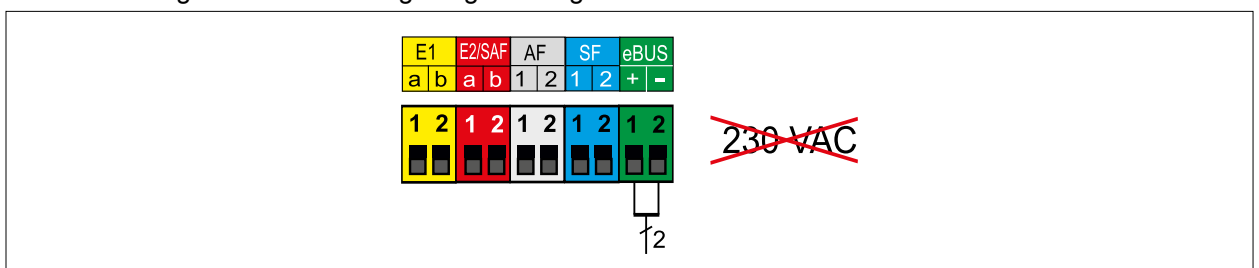 E1 E2/SAF AF SF eBUS
a b a b 1 2 1 2 + -
1 2 1 2 1 2 1 2 1 2
230 VAC
2